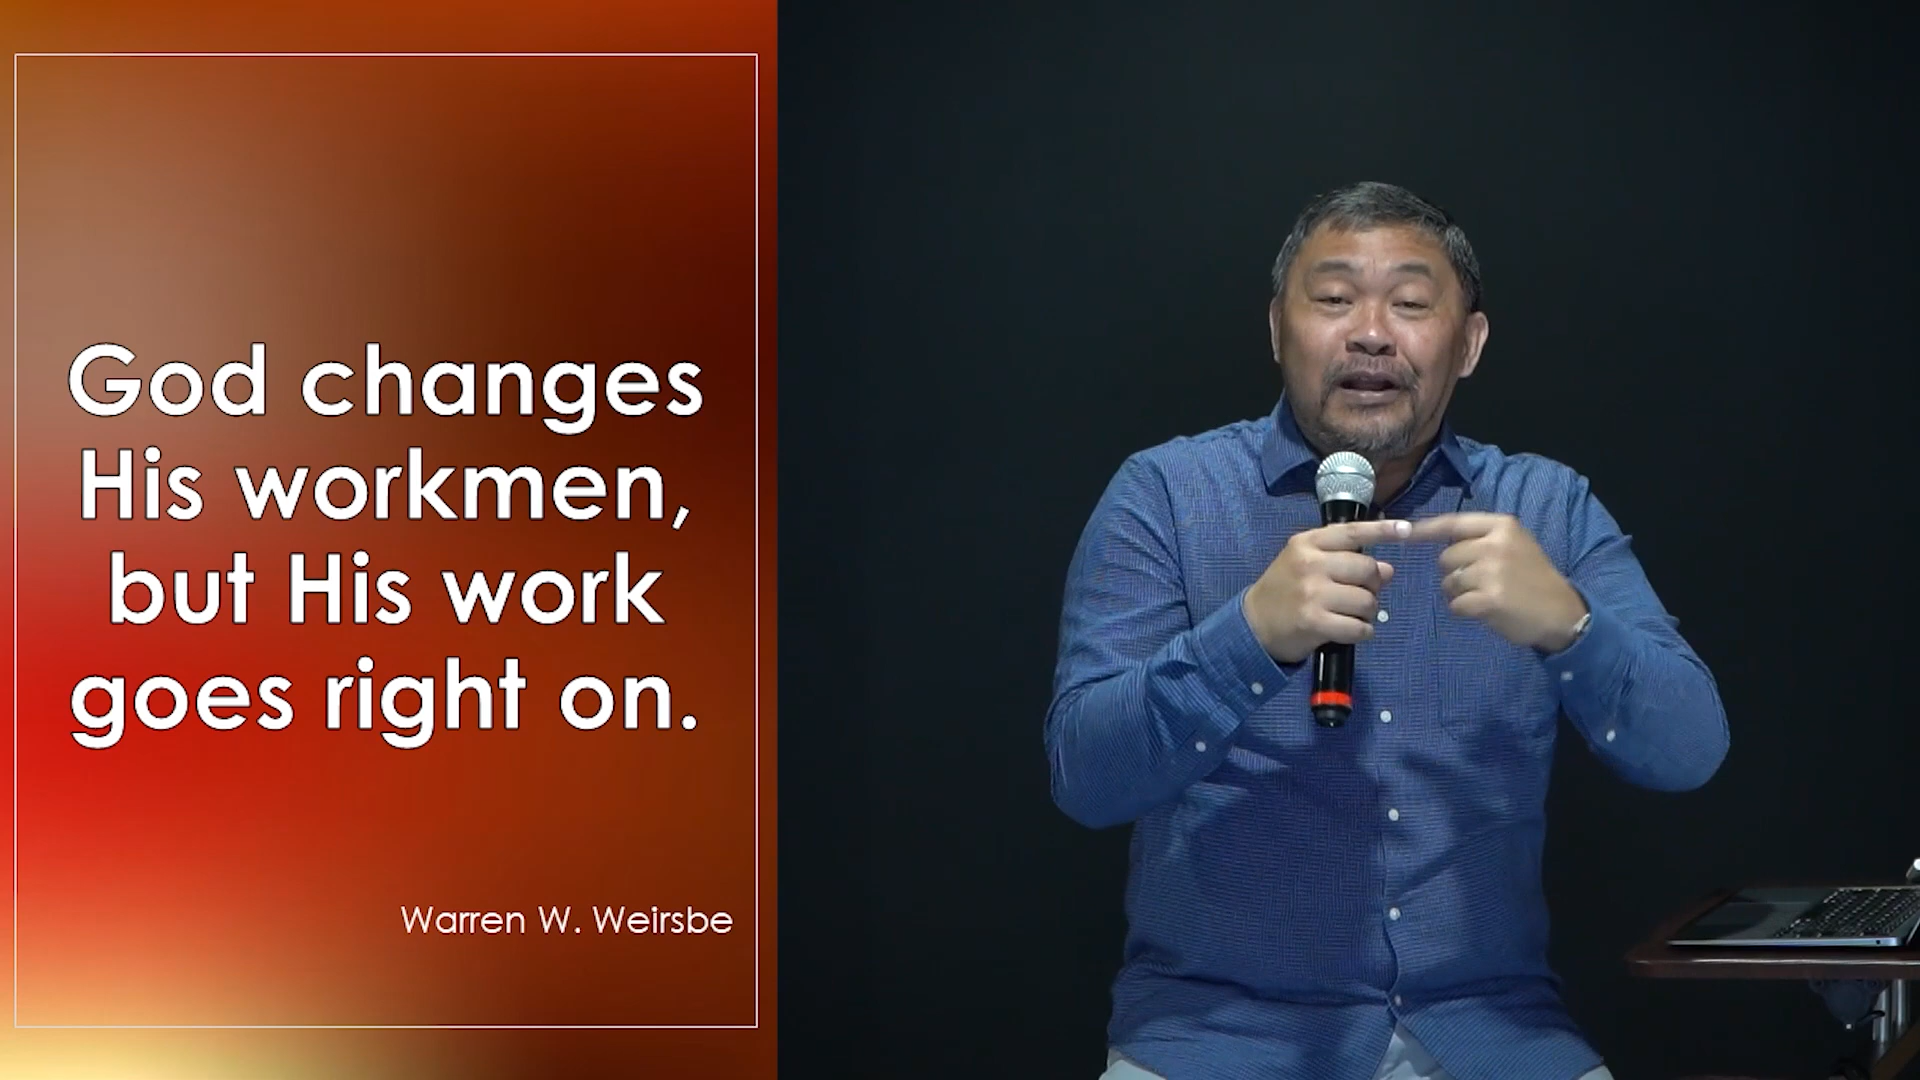 God changes
His workmen,
but His work
goes right on.
Warren W. Weirsbe